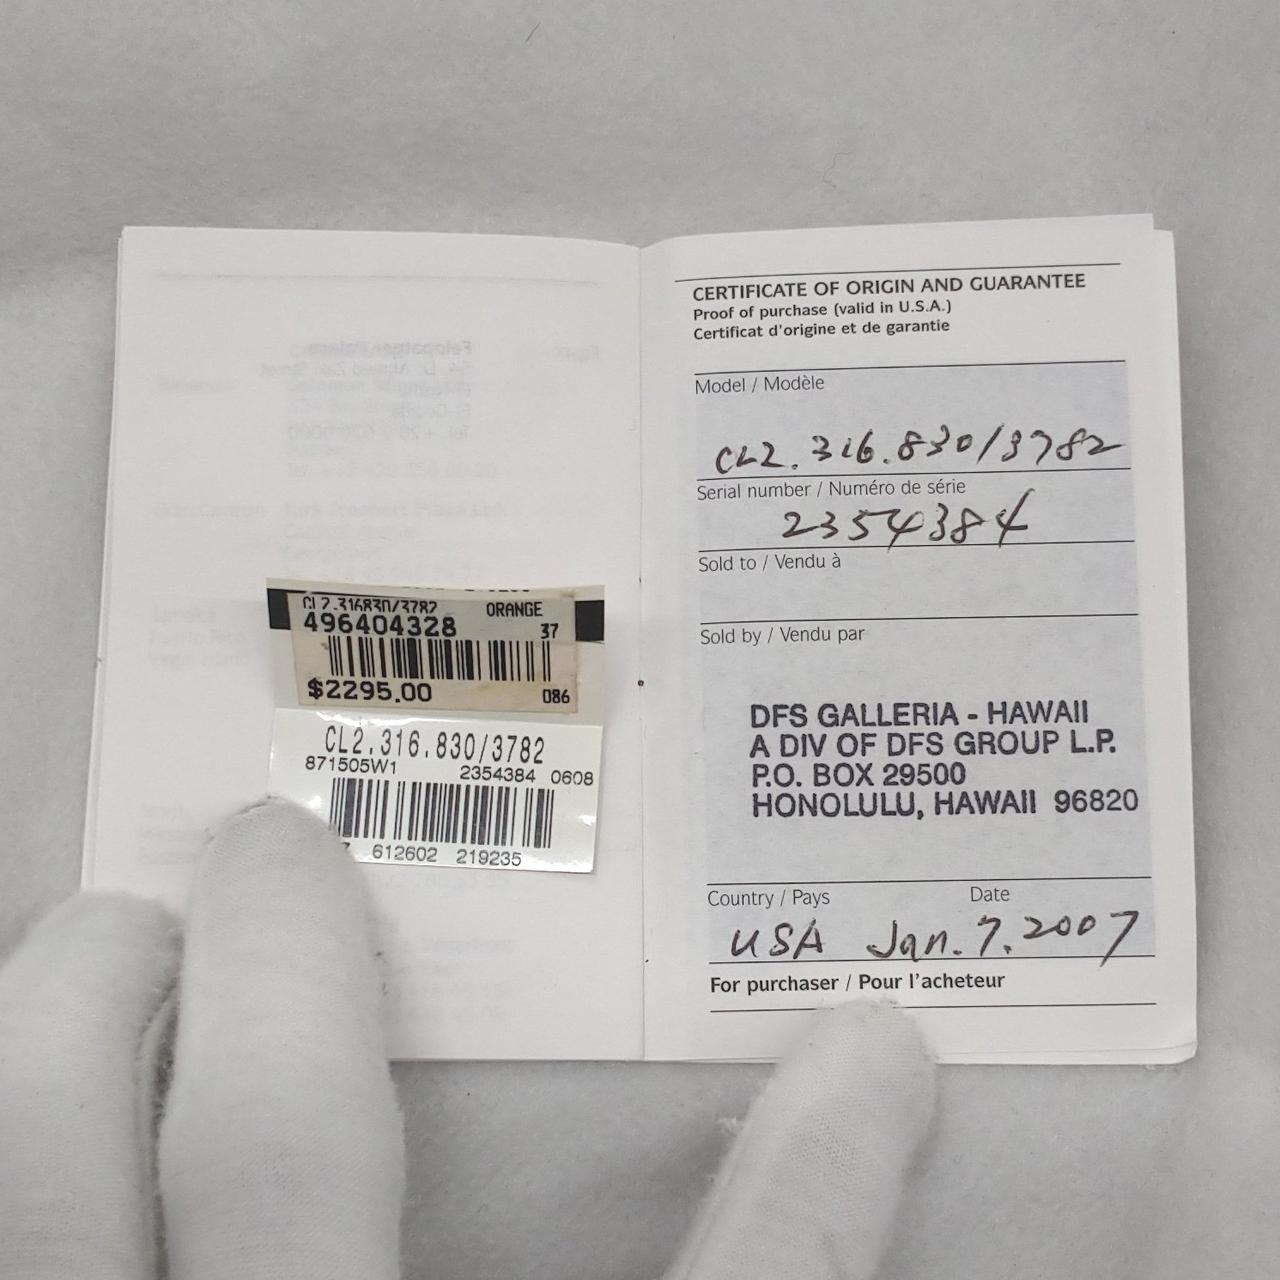 CL2.316830/3782 ORANGE
496404328 37
$2295.00 086
CL2.316.830/3782
871505W1 2354384 0608
612602 219235
CERTIFICATE OF ORIGIN AND GUARANTEE
Proof of purchase (valid in U.S.A.)
Certificat d'origine et de garantie
Model / Modèle
CL2.316.830/3782
Serial number / Numéro de série
2354384
Sold to / Vendu à
Sold by / Vendu par
DFS GALLERIA - HAWAII
A DIV OF DFS GROUP L.P.
P.O. BOX 29500
HONOLULU, HAWAII 96820
Country / Pays Date
USA Jan. 7. 2007
For purchaser / Pour l'acheteur